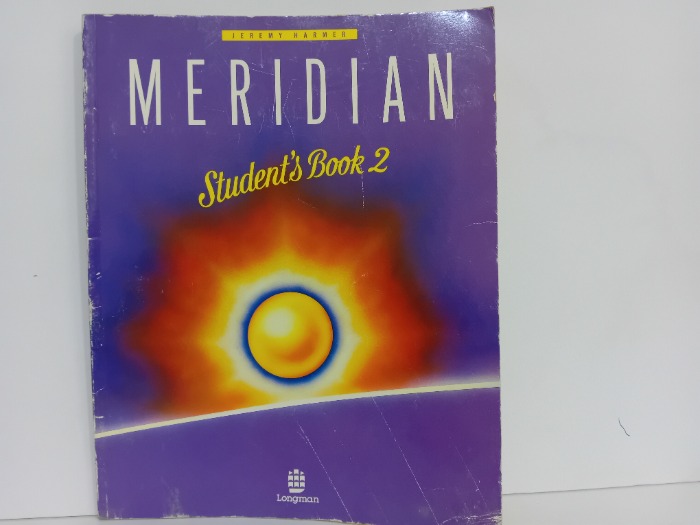 JEREMY HARMER
MERIDIAN
Student's Book 2
Longman